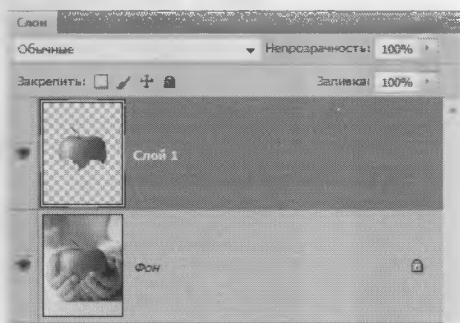 Слои
Обычные Непрозрачность: 100%
Закрепить: Заливка: 100%
Слой 1
Фон